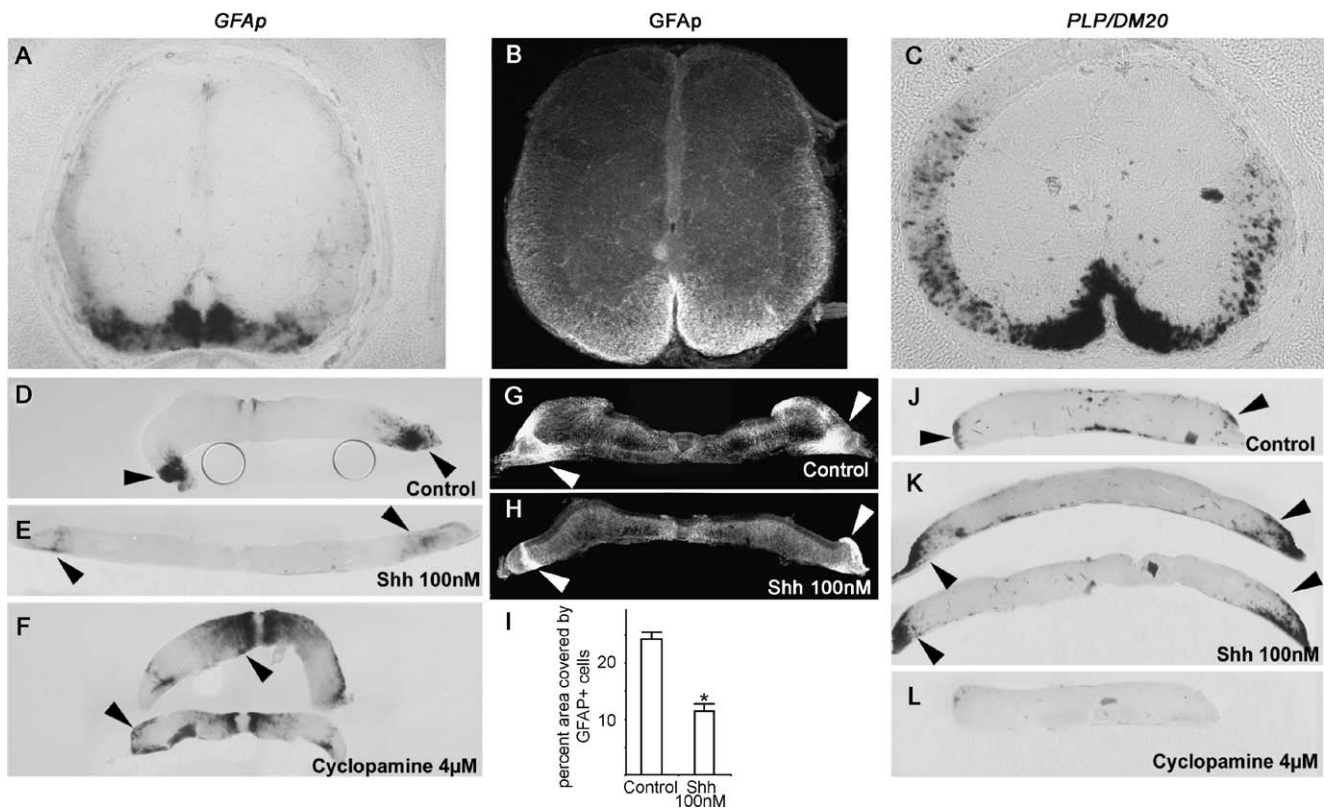 GFAp
GFAp
PLP/DM20
A
B
C
D
Control
E
Shh 100nM
F
Cyclopamine 4µM
G
Control
H
Shh 100nM
I
percent area covered by
GFAP+ cells
20
10
*
Control
Shh
100nM
J
Control
K
Shh 100nM
L
Cyclopamine 4µM